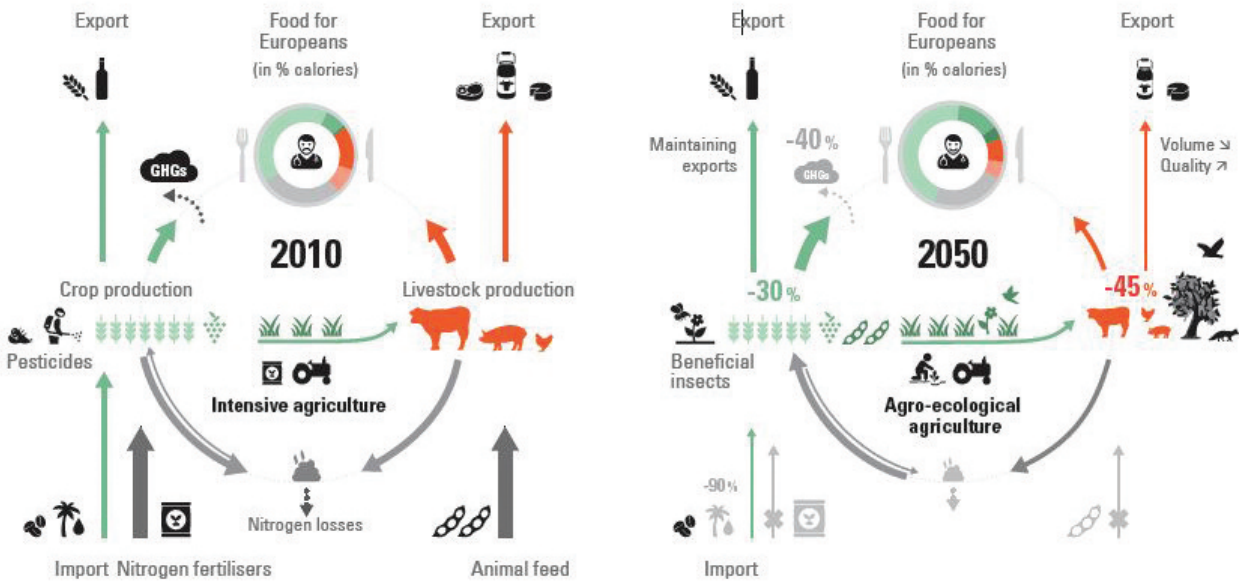 Export
Food for
Europeans
(in % calories)
Export
GHGs
2010
Crop production
Livestock production
Pesticides
Intensive agriculture
Nitrogen losses
Import
Nitrogen fertilisers
Animal feed
Export
Food for
Europeans
(in % calories)
Export
Maintaining
exports
-40 %
GHGs
Volume ↘
Quality ↗
2050
-30 %
-45 %
Beneficial
insects
Agro-ecological
agriculture
-90 %
Import